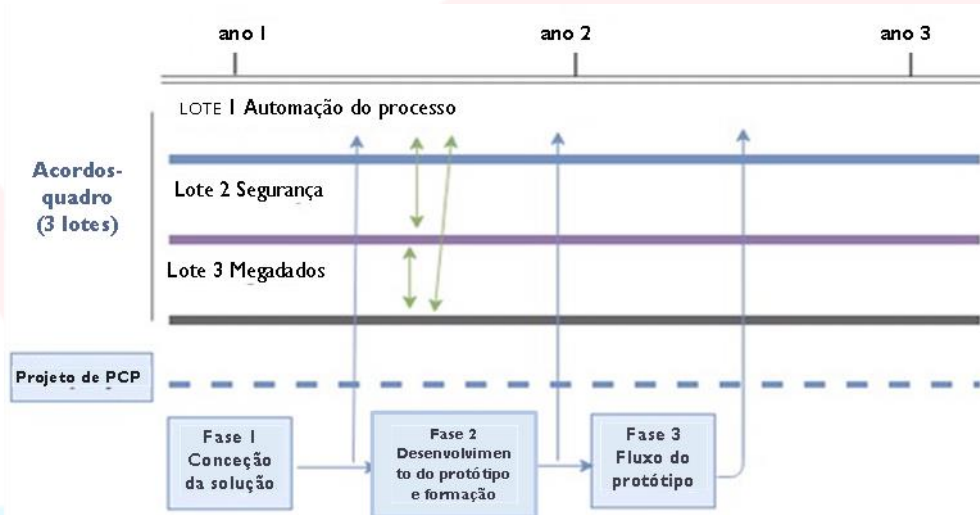 ano 1
ano 2
ano 3
LOTE 1 Automação do processo
Acordos-
quadro
(3 lotes)
Lote 2 Segurança
Lote 3 Megadados
Projeto de PCP
Fase 1
Conceção
da solução
Fase 2
Desenvolvimen
to do protótipo
e formação
Fase 3
Fluxo do
protótipo